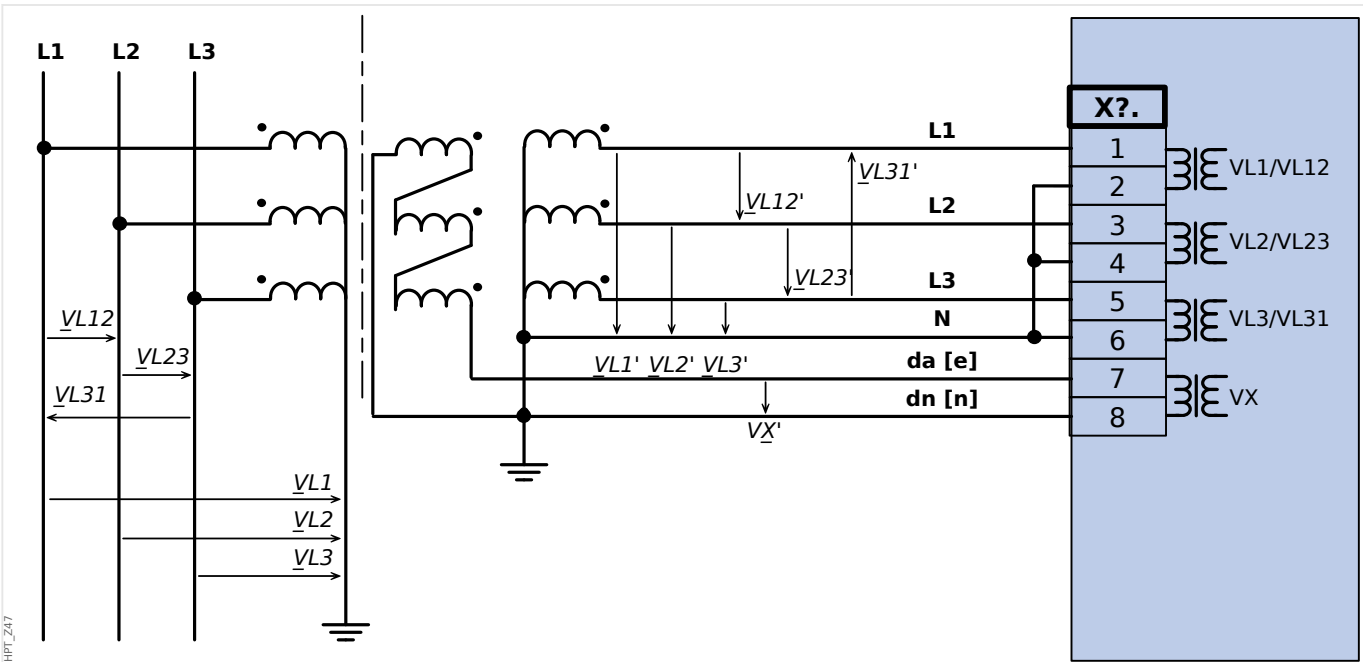 L1 L2 L3
X?.
L1
1
VL1/VL12
VL31'
2
VL12'
L2
3
VL2/VL23
4
VL23'
L3
5
N
VL3/VL31
VL12
6
VL23
VL1' VL2' VL3'
da [e]
7
VL31
dn [n]
VX
8
VX'
VL1
VL2
VL3
HPT_Z47